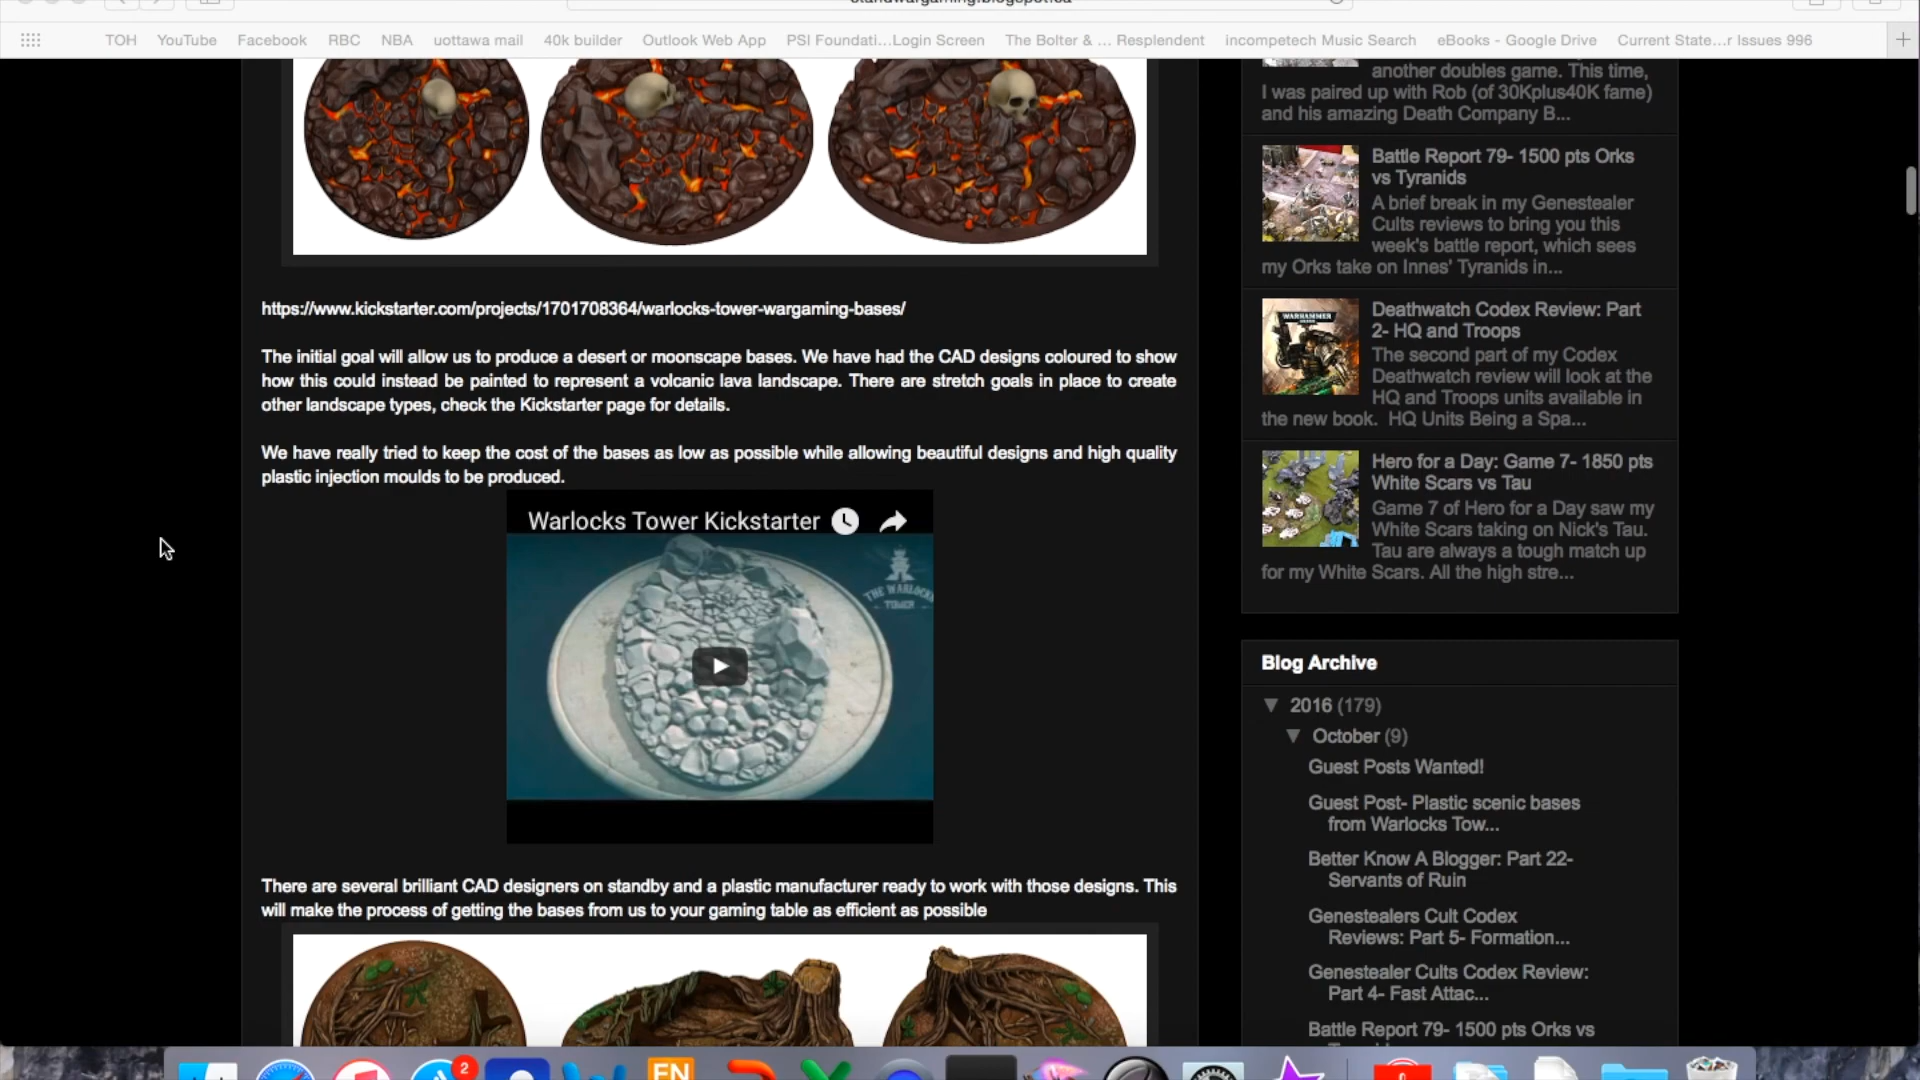 TOH YouTube Facebook RBC NBA uottawa mail 40k builder Outlook Web App PSI Foundati...Login Screen The Bolter & ... Resplendent incompetech Music Search eBooks - Google Drive Current State...r Issues 996
https://www.kickstarter.com/projects/1701708364/warlocks-tower-wargaming-bases/
The initial goal will allow us to produce a desert or moonscape bases. We have had the CAD designs coloured to show
how this could instead be painted to represent a volcanic lava landscape. There are stretch goals in place to create
other landscape types, check the Kickstarter page for details.
We have really tried to keep the cost of the bases as low as possible while allowing beautiful designs and high quality
plastic injection moulds to be produced.
Warlocks Tower Kickstarter
THE WARLOCKS
TOWER
There are several brilliant CAD designers on standby and a plastic manufacturer ready to work with those designs. This
will make the process of getting the bases from us to your gaming table as efficient as possible
another doubles game. This time,
I was paired up with Rob (of 30Kplus40K fame)
and his amazing Death Company B...
Battle Report 79- 1500 pts Orks
vs Tyranids
A brief break in my Genestealer
Cults reviews to bring you this
week's battle report, which sees
my Orks take on Innes' Tyranids in...
Deathwatch Codex Review: Part
2- HQ and Troops
The second part of my Codex
Deathwatch review will look at the
HQ and Troops units available in
the new book. HQ Units Being a Spa...
WARHAMMER
Hero for a Day: Game 7- 1850 pts
White Scars vs Tau
Game 7 of Hero for a Day saw my
White Scars taking on Nick's Tau.
Tau are always a tough match up
for my White Scars. All the high stre...
Blog Archive
▼ 2016 (179)
▼ October (9)
Guest Posts Wanted!
Guest Post- Plastic scenic bases
from Warlocks Tow...
Better Know A Blogger: Part 22-
Servants of Ruin
Genestealers Cult Codex
Reviews: Part 5- Formation...
Genestealer Cults Codex Review:
Part 4- Fast Attac...
Battle Report 79- 1500 pts Orks vs
2
EN